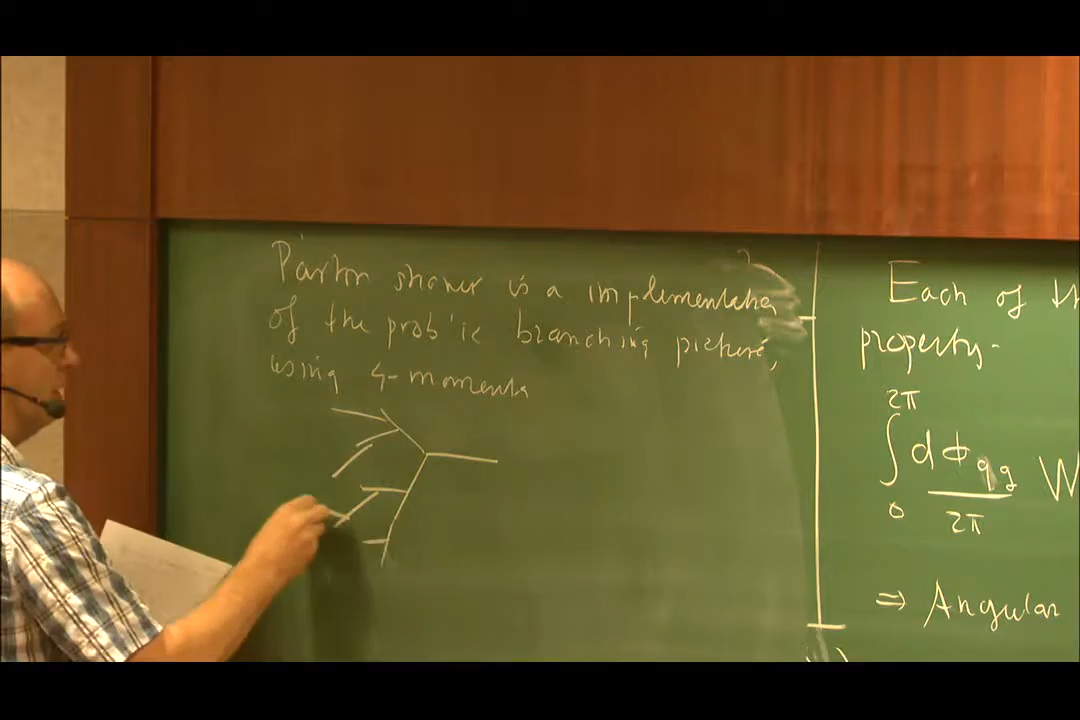 Parton shower is a implementation
of the prob'ic branching picture,
using 4-momenta
Each of th
property.
2π
∫ dϕqg W
0 2π
⇒ Angular